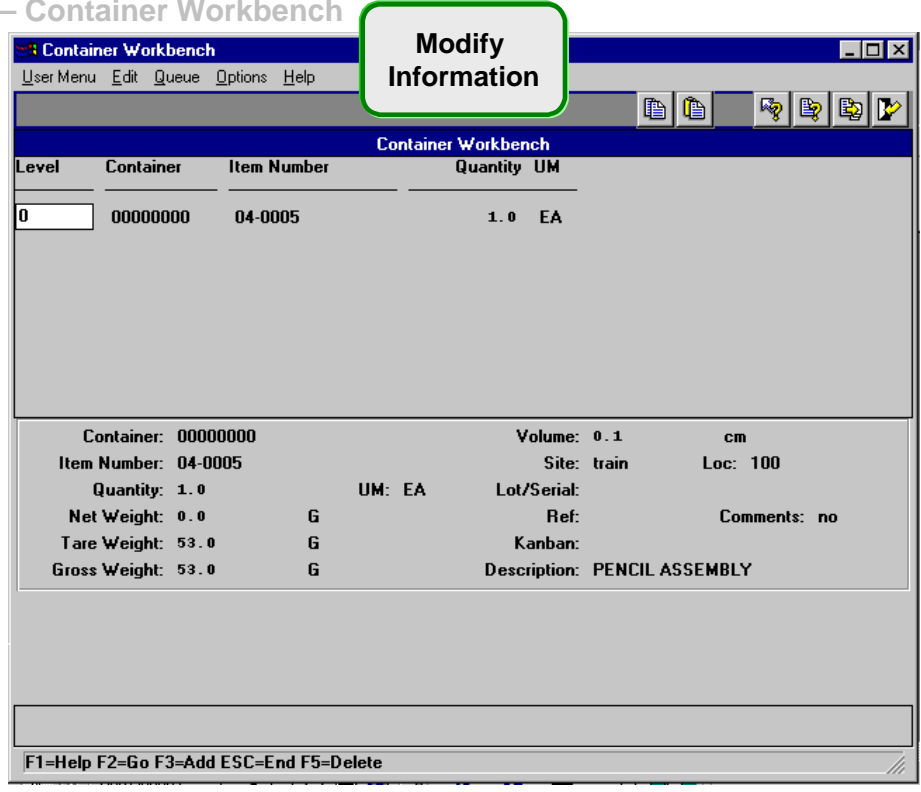 – Container Workbench
Modify
Information
Container Workbench
User Menu Edit Queue Options Help
Container Workbench
Level Container Item Number Quantity UM
0 00000000 04-0005 1.0 EA
Container: 00000000 Volume: 0.1 cm
Item Number: 04-0005 Site: train Loc: 100
Quantity: 1.0 UM: EA Lot/Serial:
Net Weight: 0.0 G Ref: Comments: no
Tare Weight: 53.0 G Kanban:
Gross Weight: 53.0 G Description: PENCIL ASSEMBLY
F1=Help F2=Go F3=Add ESC=End F5=Delete